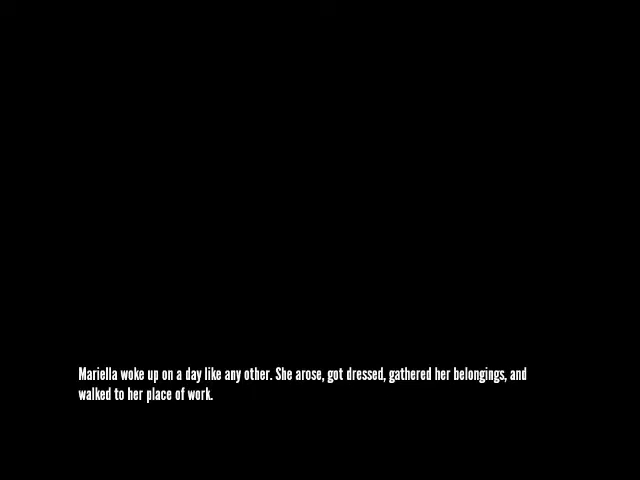 Mariella woke up on a day like any other. She arose, got dressed, gathered her belongings, and
walked to her place of work.